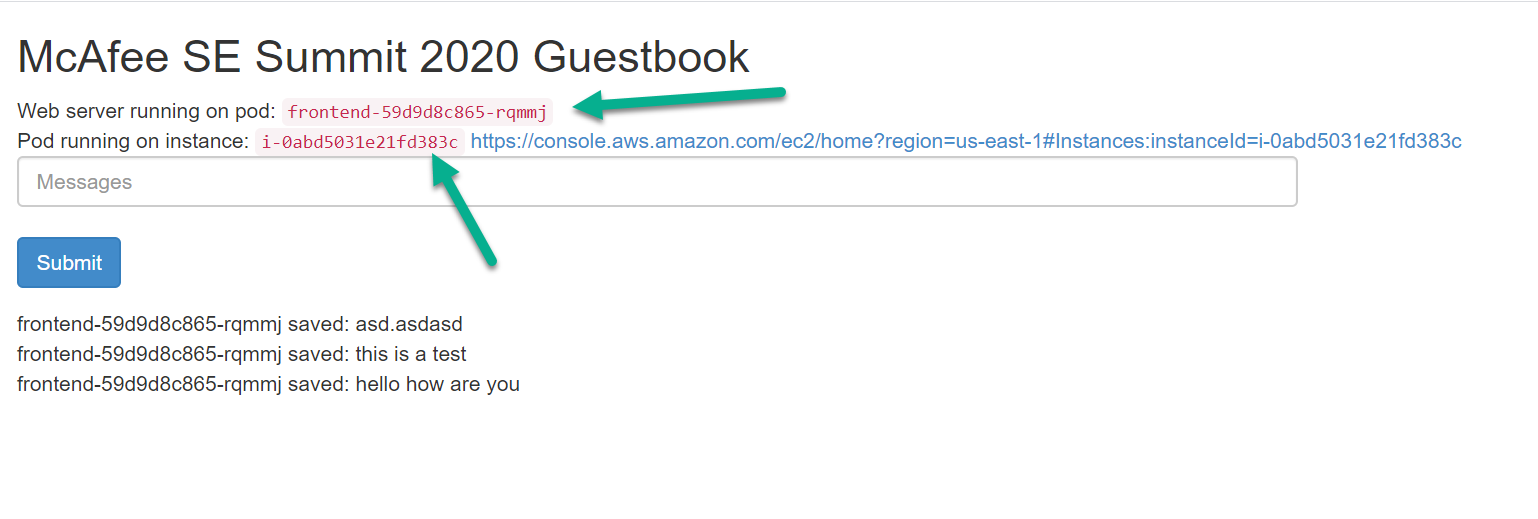 McAfee SE Summit 2020 Guestbook
Web server running on pod: frontend-59d9d8c865-rqmmj
Pod running on instance: i-0abd5031e21fd383c https://console.aws.amazon.com/ec2/home?region=us-east-1#Instances:instanceId=i-0abd5031e21fd383c
Messages
Submit
frontend-59d9d8c865-rqmmj saved: asd.asdasd
frontend-59d9d8c865-rqmmj saved: this is a test
frontend-59d9d8c865-rqmmj saved: hello how are you